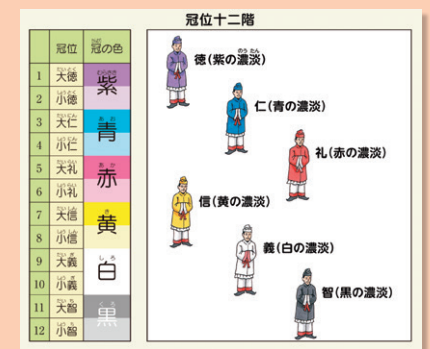 冠位十二階
冠位 冠の色
1 大徳 紫
2 小徳
3 大仁 青
4 小仁
5 大礼 赤
6 小礼
7 大信 黄
8 小信
9 大義 白
10 小義
11 大智 黒
12 小智
徳(紫の濃淡)
仁(青の濃淡)
礼(赤の濃淡)
信(黄の濃淡)
義(白の濃淡)
智(黒の濃淡)